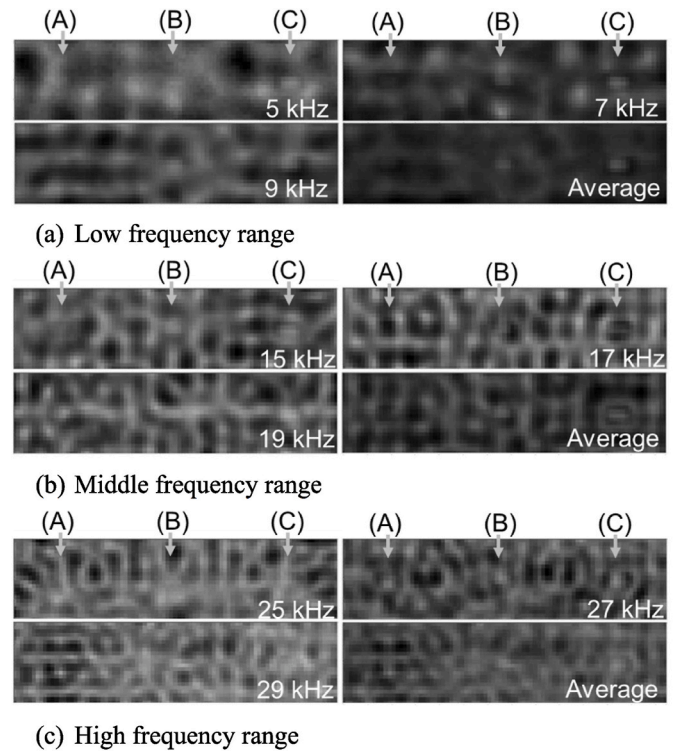 (A) (B) (C) (A) (B) (C)
5 kHz 7 kHz
9 kHz Average
(a) Low frequency range
(A) (B) (C) (A) (B) (C)
15 kHz 17 kHz
19 kHz Average
(b) Middle frequency range
(A) (B) (C) (A) (B) (C)
25 kHz 27 kHz
29 kHz Average
(c) High frequency range